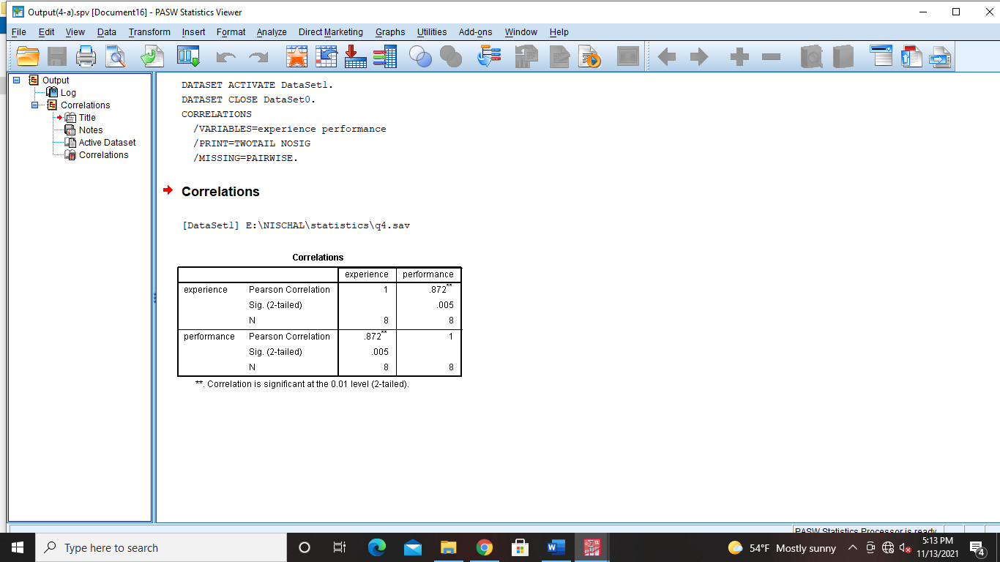 Output(4-a).spv [Document16] - PASW Statistics Viewer
File Edit View Data Transform Insert Format Analyze Direct Marketing Graphs Utilities Add-ons Window Help
Output
Log
Correlations
Title
Notes
Active Dataset
Correlations
DATASET ACTIVATE DataSet1.
DATASET CLOSE DataSet0.
CORRELATIONS
/VARIABLES=experience performance
/PRINT=TWOTAIL NOSIG
/MISSING=PAIRWISE.
Correlations
[DataSet1] E:\NISCHAL\statistics\q4.sav
Correlations
experience performance
experience Pearson Correlation 1 .872**
Sig. (2-tailed) .005
N 8 8
performance Pearson Correlation .872** 1
Sig. (2-tailed) .005
N 8 8
**. Correlation is significant at the 0.01 level (2-tailed).
PASW Statistics Processor is ready
Type here to search
54°F Mostly sunny
5:13 PM
11/13/2021
4